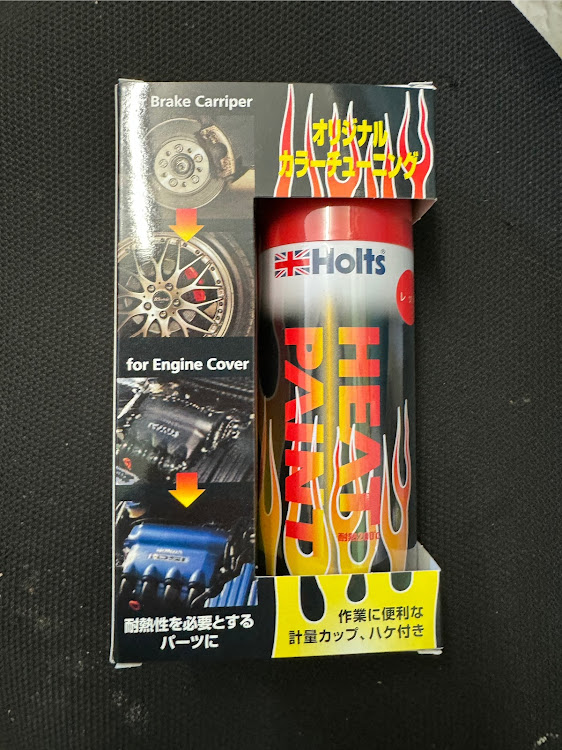 Brake Carriper
オリジナル
カラーチューニング
Holts
HEAT
PAINT
for Engine Cover
耐熱性を必要とする
パーツに
作業に便利な
計量カップ、ハケ付き